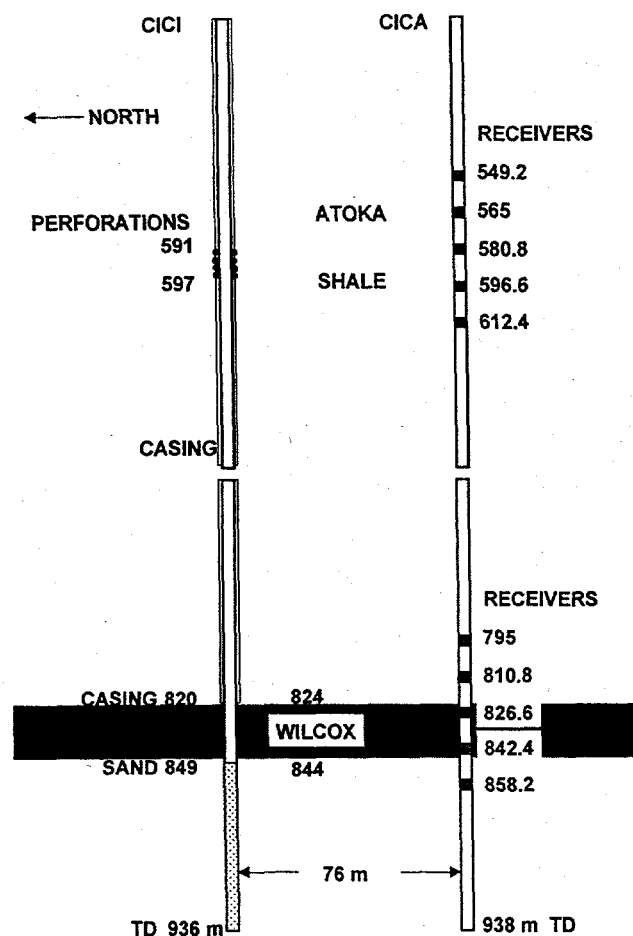 CICI
CICA
NORTH
RECEIVERS
549.2
PERFORATIONS
ATOKA
565
591
580.8
597
SHALE
596.6
612.4
CASING
RECEIVERS
795
810.8
CASING 820
824
826.6
WILCOX
842.4
SAND 849
844
858.2
76 m
TD 936 m
938 m TD